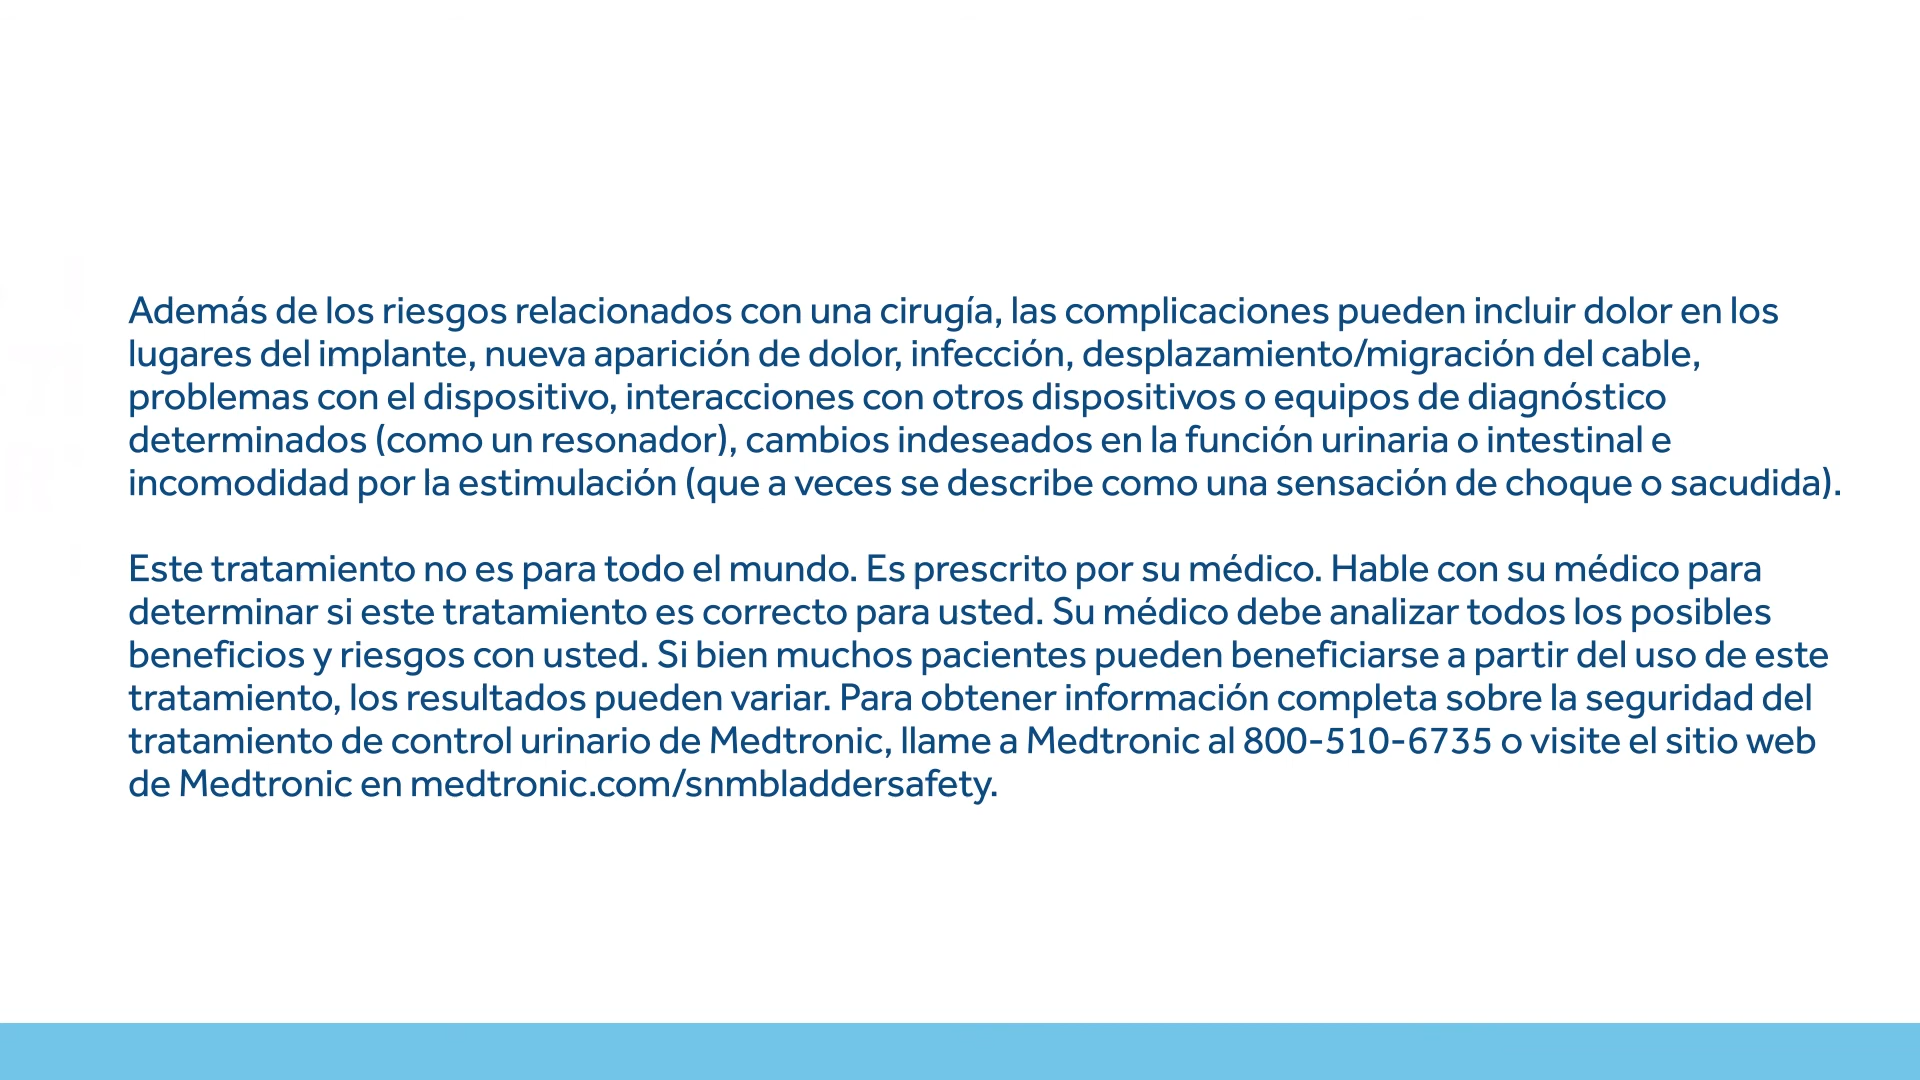 Además de los riesgos relacionados con una cirugía, las complicaciones pueden incluir dolor en los
lugares del implante, nueva aparición de dolor, infección, desplazamiento/migración del cable,
problemas con el dispositivo, interacciones con otros dispositivos o equipos de diagnóstico
determinados (como un resonador), cambios indeseados en la función urinaria o intestinal e
incomodidad por la estimulación (que a veces se describe como una sensación de choque o sacudida).
Este tratamiento no es para todo el mundo. Es prescrito por su médico. Hable con su médico para
determinar si este tratamiento es correcto para usted. Su médico debe analizar todos los posibles
beneficios y riesgos con usted. Si bien muchos pacientes pueden beneficiarse a partir del uso de este
tratamiento, los resultados pueden variar. Para obtener información completa sobre la seguridad del
tratamiento de control urinario de Medtronic, llame a Medtronic al 800-510-6735 o visite el sitio web
de Medtronic en medtronic.com/snmbladdersafety.